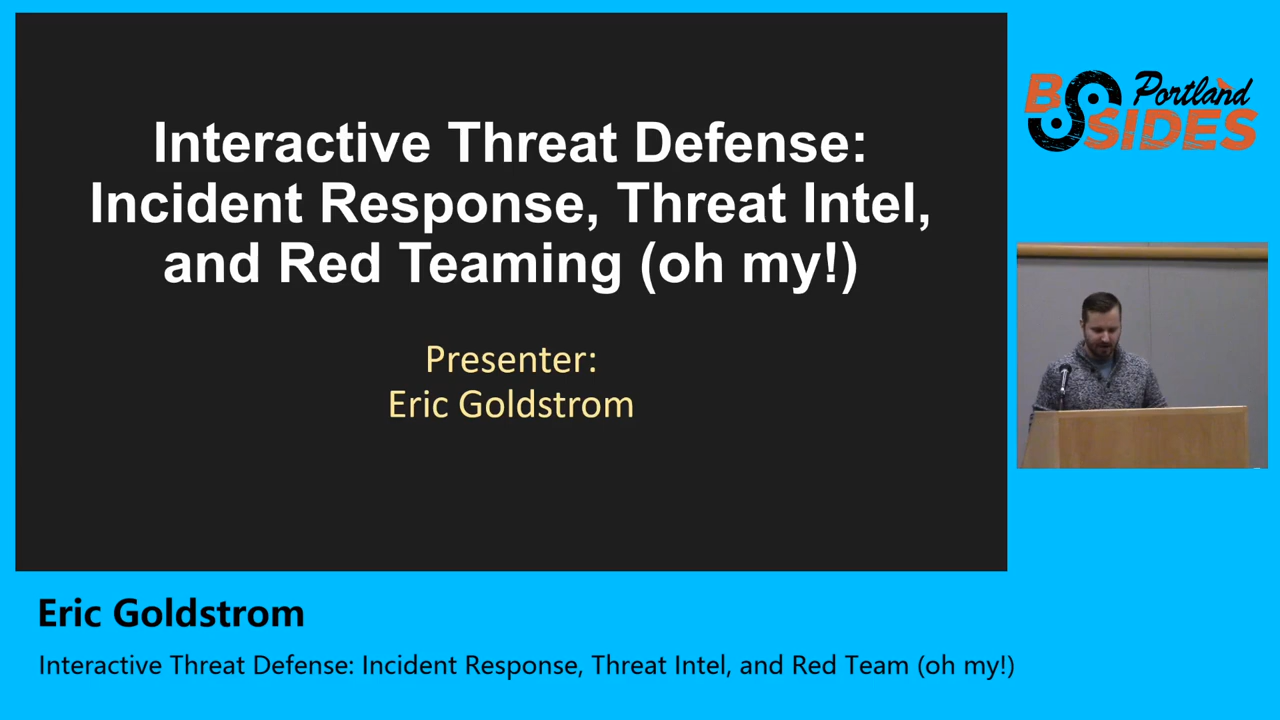 Interactive Threat Defense:
Incident Response, Threat Intel,
and Red Teaming (oh my!)
Presenter:
Eric Goldstrom
B Portland
SIDES
Eric Goldstrom
Interactive Threat Defense: Incident Response, Threat Intel, and Red Team (oh my!)